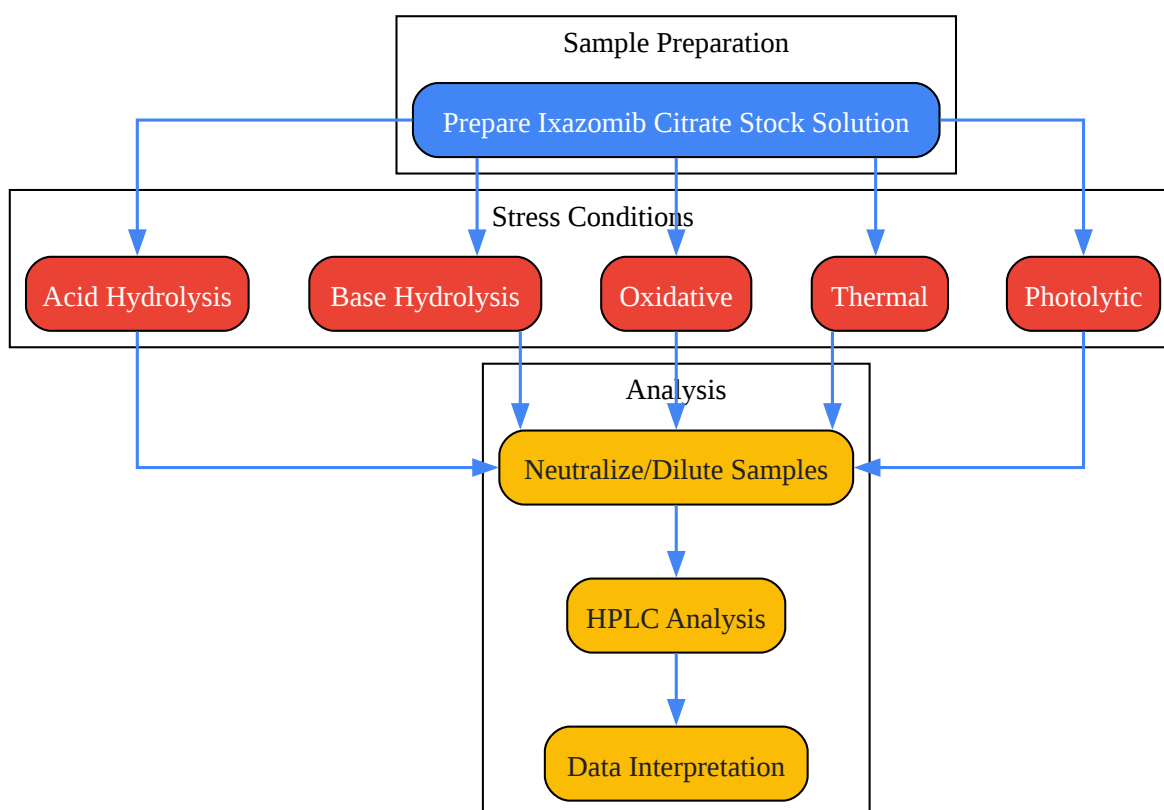 Sample Preparation
Prepare Ixazomib Citrate Stock Solution
Stress Conditions
Acid Hydrolysis
Base Hydrolysis
Oxidative
Thermal
Photolytic
Analysis
Neutralize/Dilute Samples
HPLC Analysis
Data Interpretation